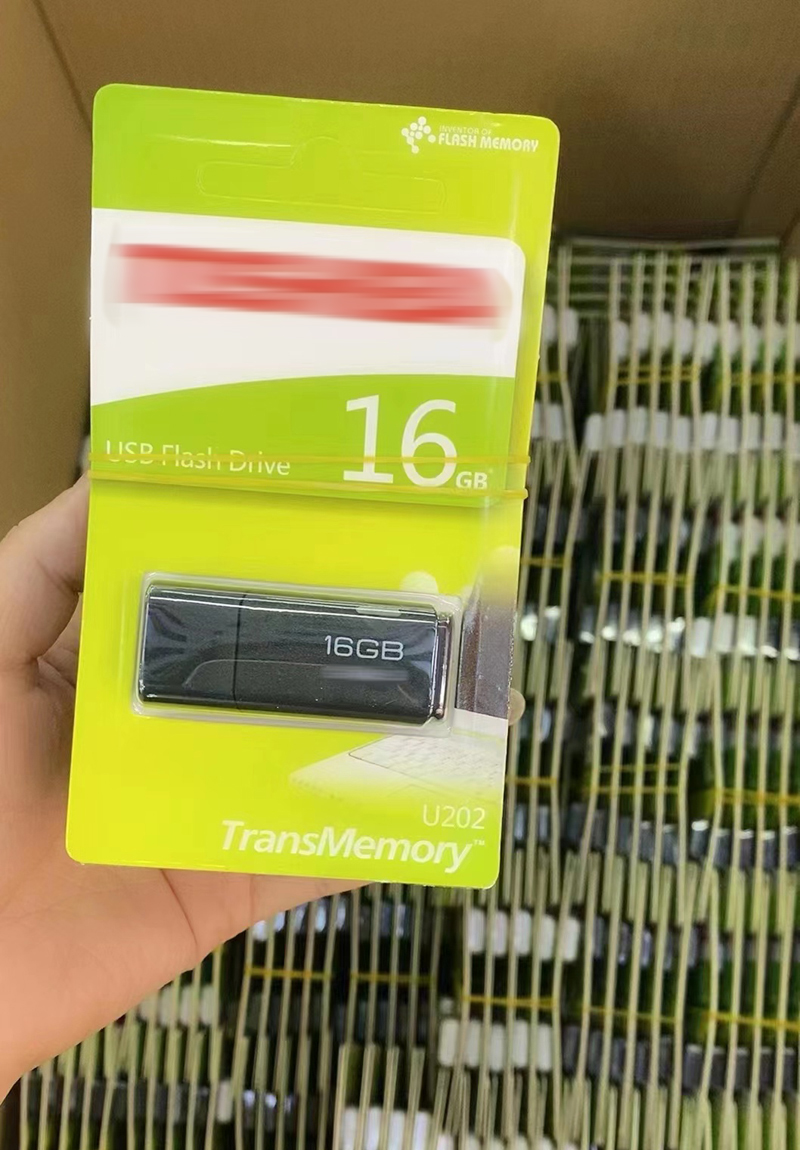 INVENTOR OF
FLASH MEMORY
USB Flash Drive
16GB
16GB
U202
TransMemory™